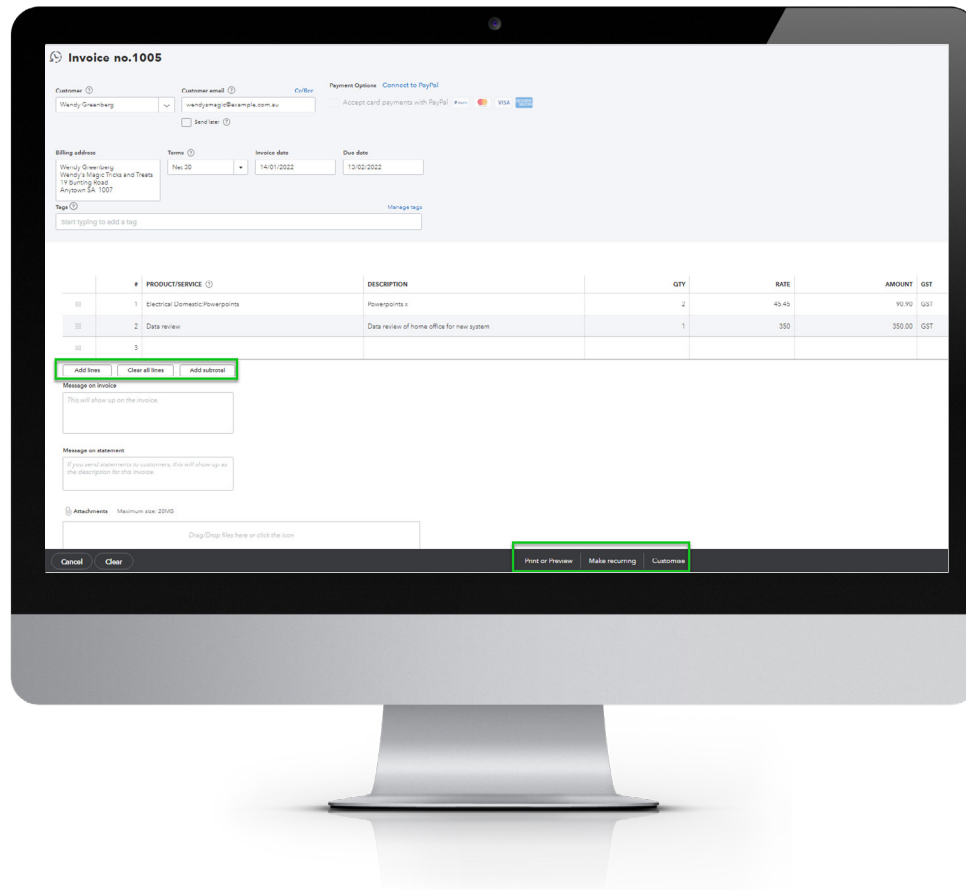 Invoice no.1005
Customer Customer email Cc/Bcc Payment Options Connect to PayPal
Wendy Greenberg wendysmagic@example.com.au Accept card payments with PayPal VISA
Send later
Billing address Terms Invoice date Due date
Wendy Greenberg Net 30 14/01/2022 13/02/2022
Wendy's Magic Tricks and Treats
19 Bunting Road
Anytown SA 1007
Tags Manage tags
Start typing to add a tag
# PRODUCT/SERVICE DESCRIPTION QTY RATE AMOUNT GST
1 Electrical Domestic:Powerpoints Powerpoints x 2 45.45 90.90 GST
2 Data review Data review of home office for new system 1 350 350.00 GST
3
Add lines Clear all lines Add subtotal
Message on invoice
This will show up on the invoice.
Message on statement
If you send statements to customers, this will show up as
the description for this invoice.
Attachments Maximum size: 20MB
Drag/Drop files here or click the icon
Cancel Clear Print or Preview Make recurring Customise